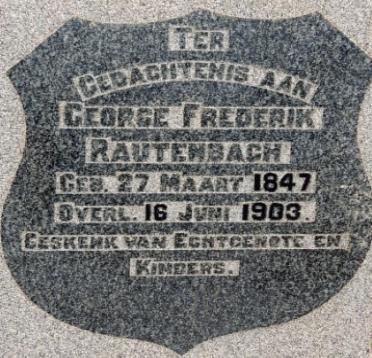 TER
GEDACHTENIS AAN
GEORGE FREDERIK
RAUTENBACH
GEB. 27 MAART 1847
OVERL. 16 JUNI 1903.
GESKENK VAN ECHTGENOTE EN
KINDERS.